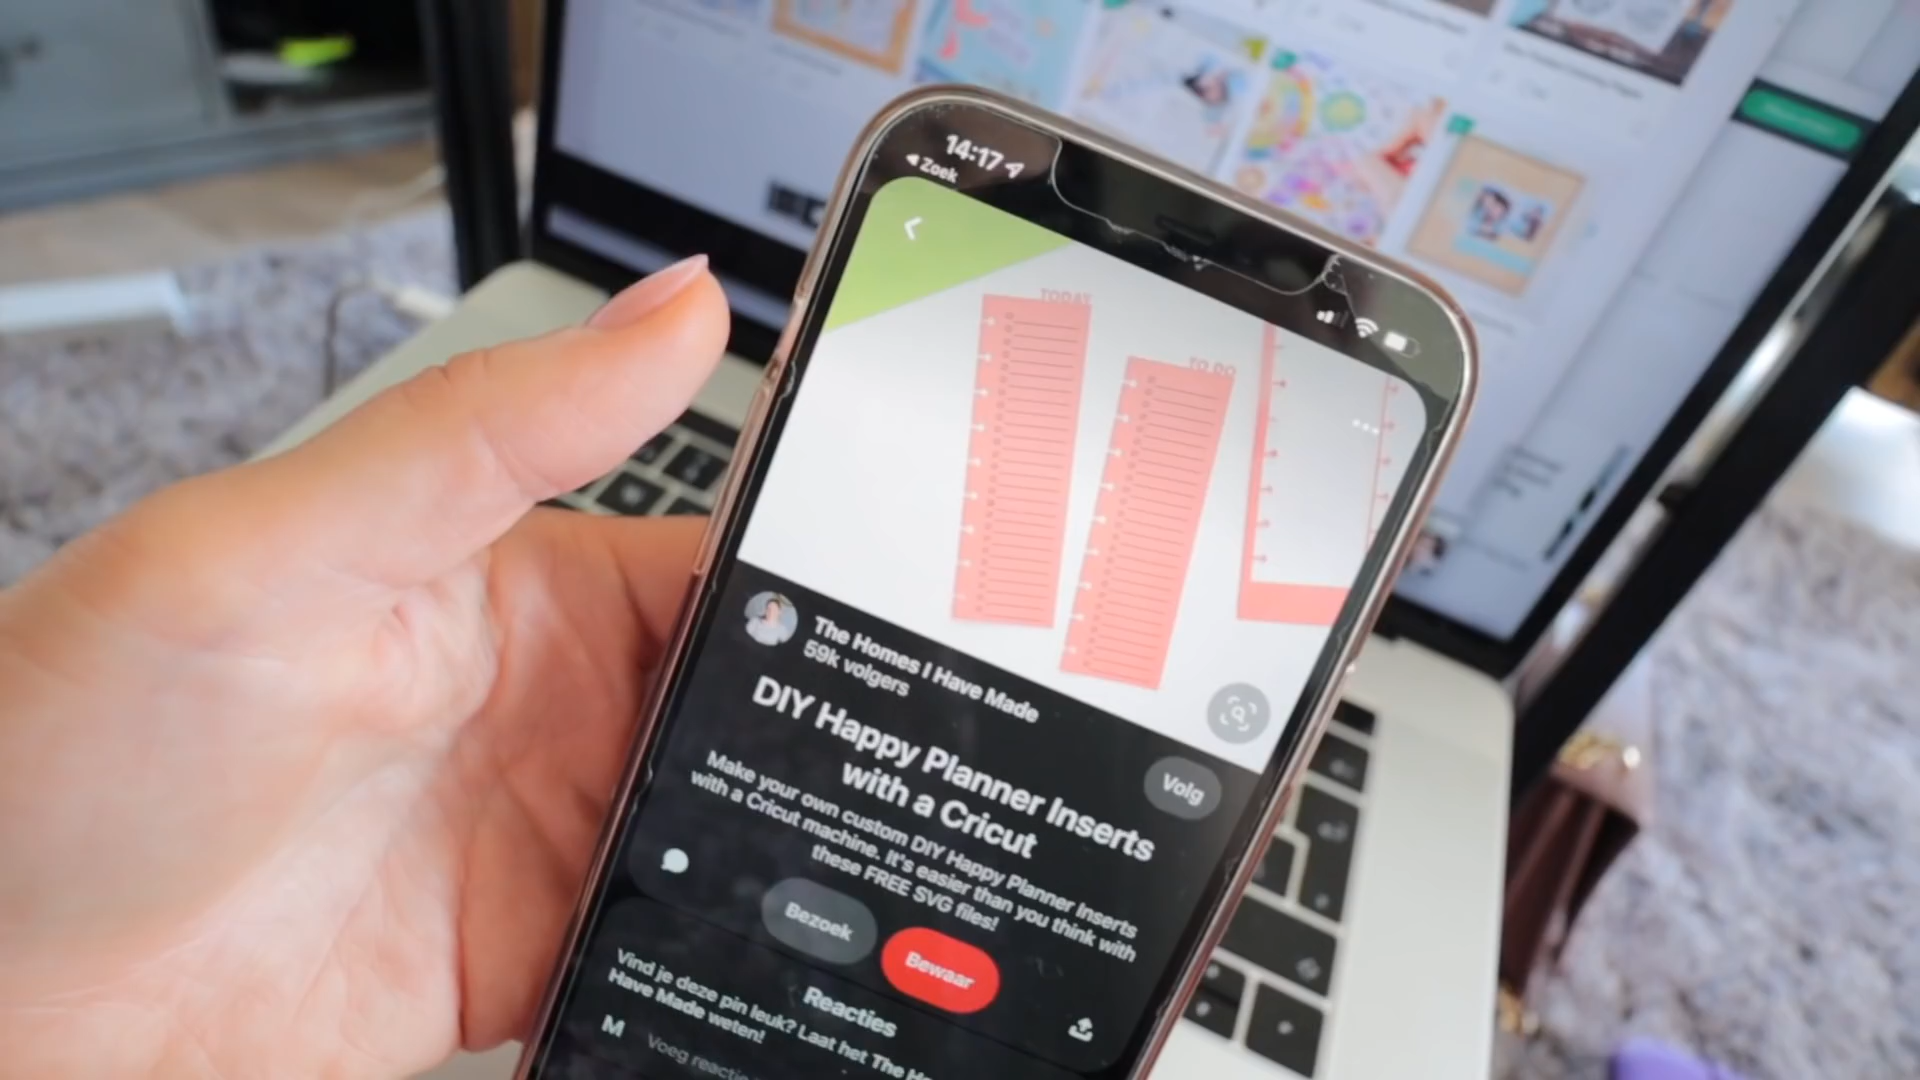 14:17
Zoek
TODAY
TO DO
The Homes I Have Made
59k volgers
Volg
DIY Happy Planner Inserts
with a Cricut
Make your own custom DIY Happy Planner Inserts
with a Cricut machine. It's easier than you think with
these FREE SVG files!
Bezoek
Bewaar
Reacties
Vind je deze pin leuk? Laat het The
Have Made weten!
M
Voeg